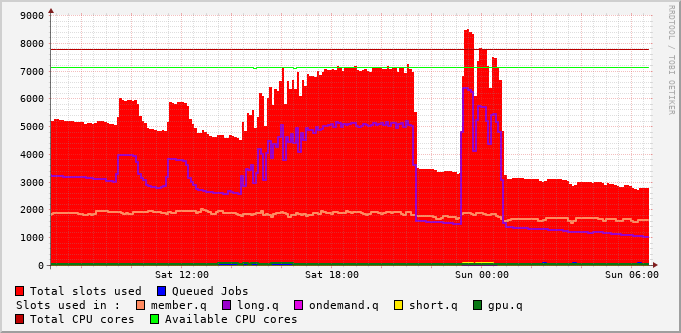 9000
8000
7000
6000
5000
4000
3000
2000
1000
0
Sat 12:00 Sat 18:00 Sun 00:00 Sun 06:00
RRDTOOL / TOBI OETIKER
Total slots used Queued Jobs
Slots used in : member.q long.q ondemand.q short.q gpu.q
Total CPU cores Available CPU cores